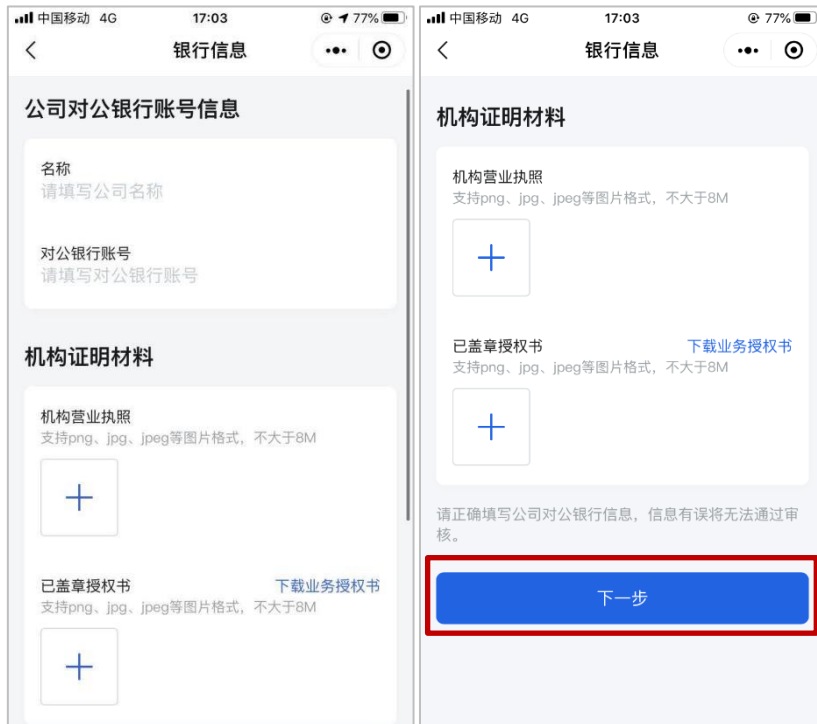 中国移动 4G 17:03 77%
银行信息
公司对公银行账号信息
名称
请填写公司名称
对公银行账号
请填写对公银行账号
机构证明材料
机构营业执照
支持png、jpg、jpeg等图片格式，不大于8M
已盖章授权书 下载业务授权书
支持png、jpg、jpeg等图片格式，不大于8M
中国移动 4G 17:03 77%
银行信息
机构证明材料
机构营业执照
支持png、jpg、jpeg等图片格式，不大于8M
已盖章授权书 下载业务授权书
支持png、jpg、jpeg等图片格式，不大于8M
请正确填写公司对公银行信息，信息有误将无法通过审
核。
下一步